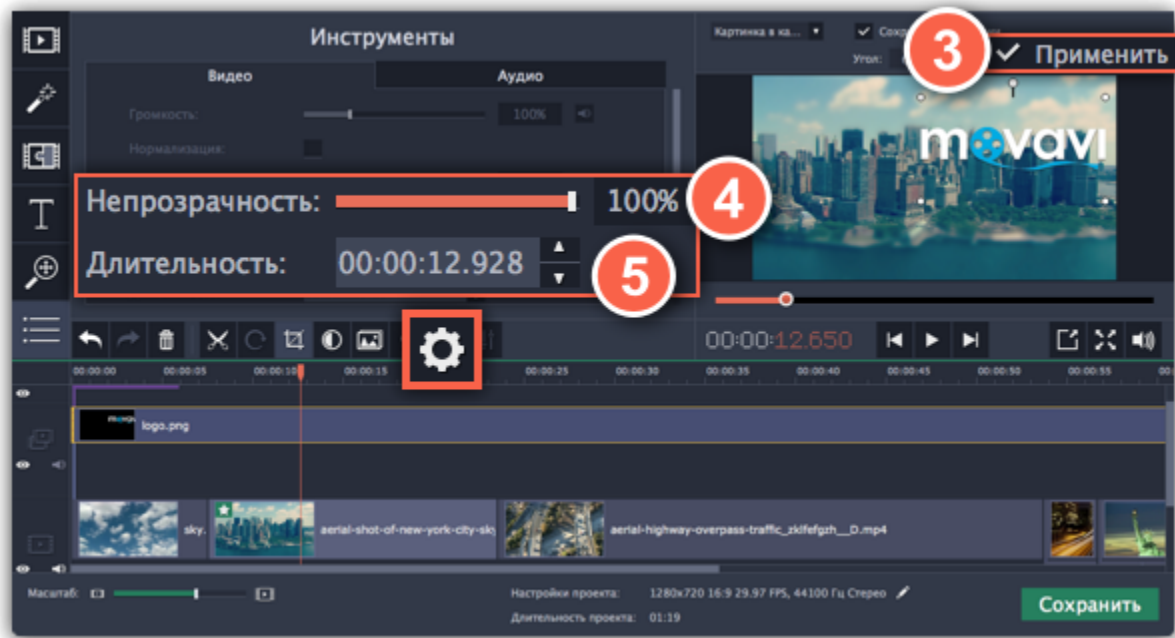 Инструменты
Видео
Аудио
Громкость:
100%
Нормализация:
Непрозрачность:
100%
4
Длительность:
00:00:12.928
5
Картинка в ка...
Угол:
3
Применить
movavi
00:00:12.650
00:00:00 00:00:05 00:00:10 00:00:15 00:00:25 00:00:30 00:00:35 00:00:40 00:00:45 00:00:50 00:00:55
logo.png
sky.
aerial-shot-of-new-york-city-sky
aerial-highway-overpass-traffic_zklfefgzh__D.mp4
Масштаб:
Настройки проекта: 1280x720 16:9 29.97 FPS, 44100 Гц Стерео
Длительность проекта: 01:19
Сохранить